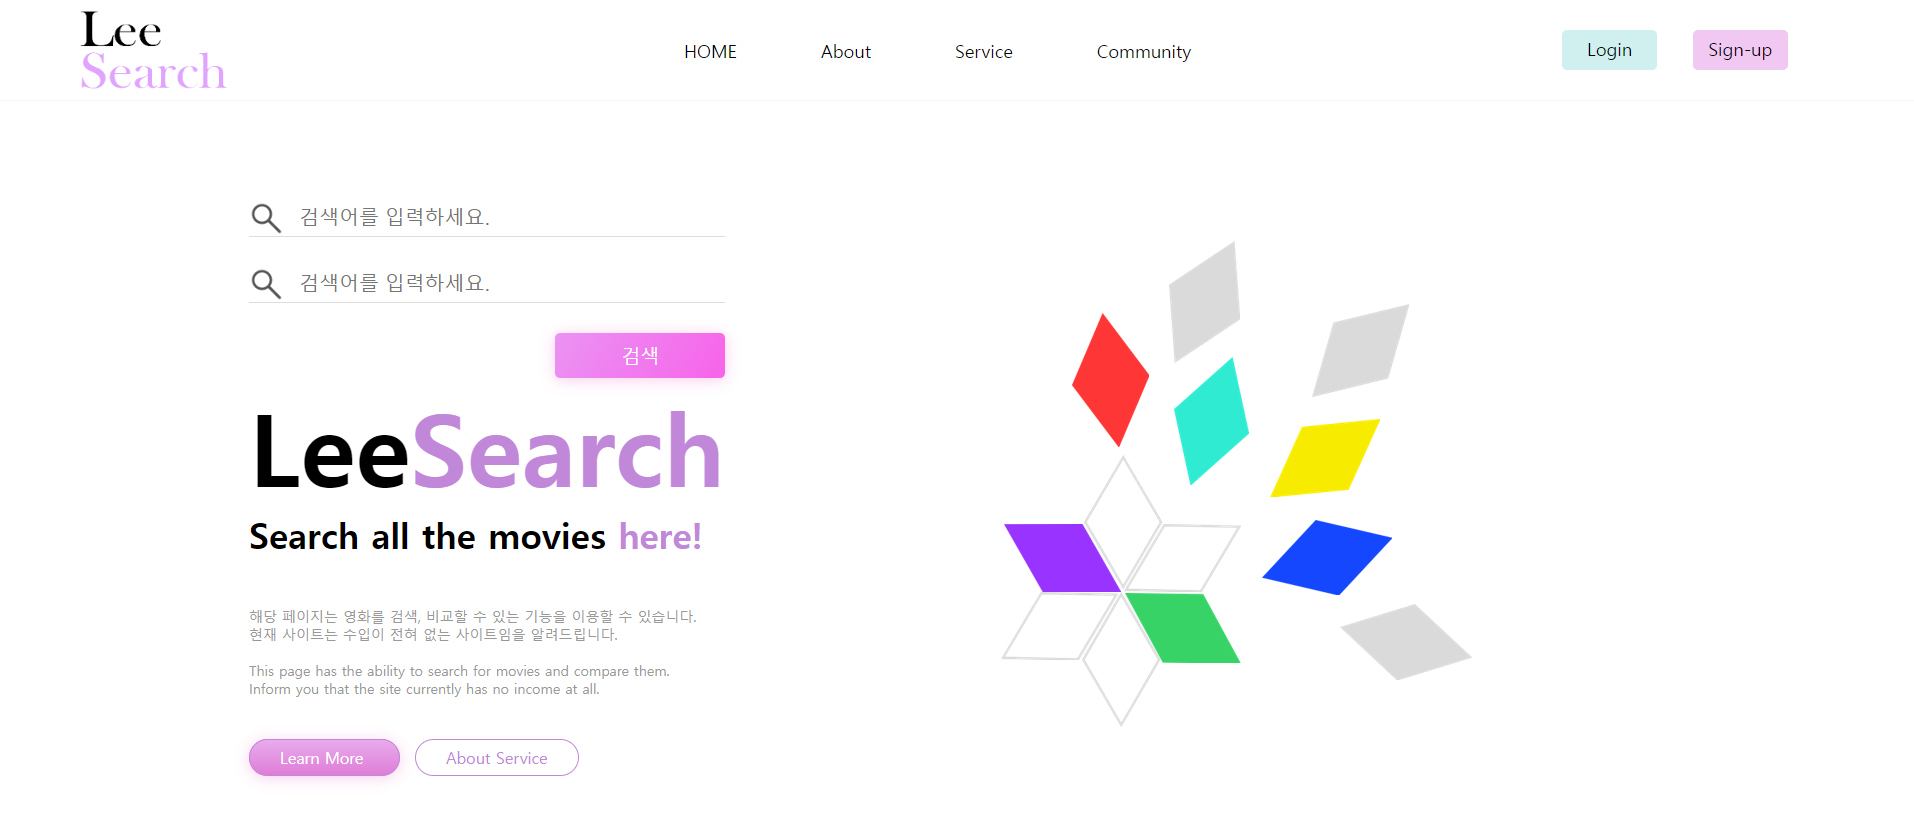 Lee
Search
HOME About Service Community
Login Sign-up
검색어를 입력하세요.
검색어를 입력하세요.
검색
LeeSearch
Search all the movies here!
해당 페이지는 영화를 검색, 비교할 수 있는 기능을 이용할 수 있습니다.
현재 사이트는 수입이 전혀 없는 사이트임을 알려드립니다.
This page has the ability to search for movies and compare them.
Inform you that the site currently has no income at all.
Learn More About Service